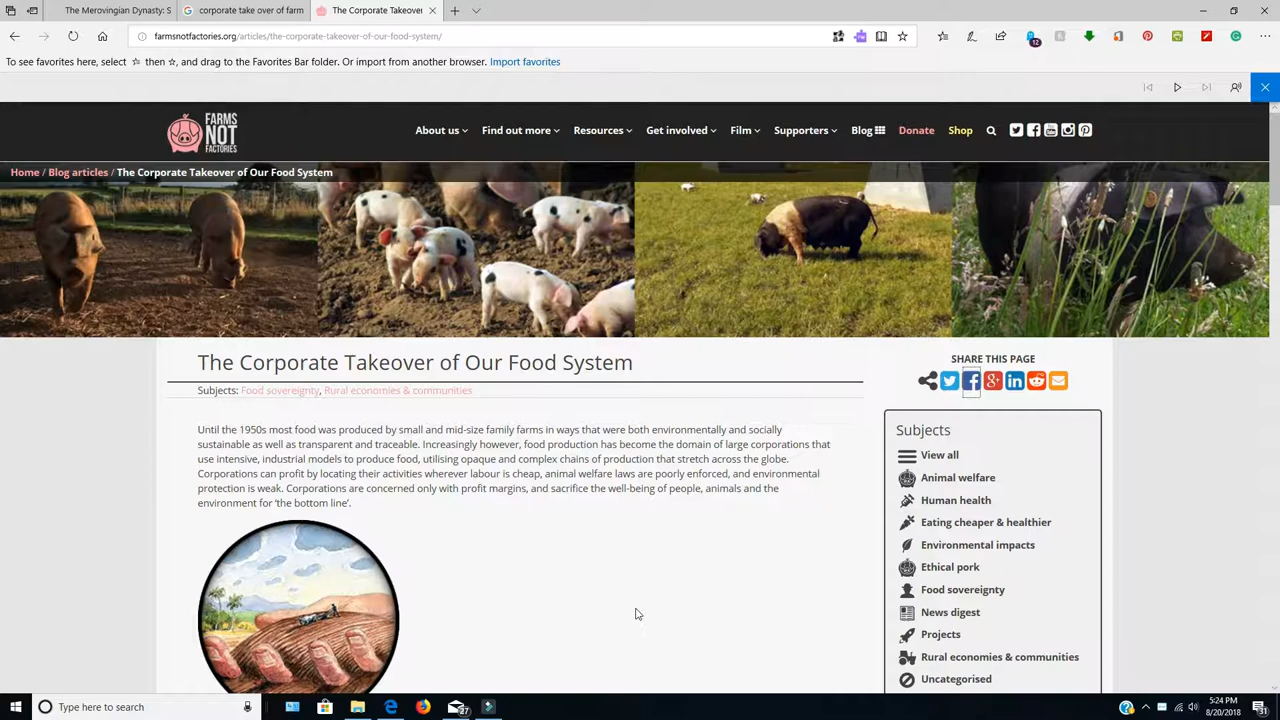 The Merovingian Dynasty: S
corporate take over of farm
The Corporate Takeover
farmsnotfactories.org/articles/the-corporate-takeover-of-our-food-system/
12
To see favorites here, select ☆ then ☆, and drag to the Favorites Bar folder. Or import from another browser. Import favorites
FARMS
NOT
FACTORIES
About us
Find out more
Resources
Get involved
Film
Supporters
Blog
Donate
Shop
Home / Blog articles / The Corporate Takeover of Our Food System
The Corporate Takeover of Our Food System
Subjects: Food sovereignty, Rural economies & communities
Until the 1950s most food was produced by small and mid-size family farms in ways that were both environmentally and socially
sustainable as well as transparent and traceable. Increasingly however, food production has become the domain of large corporations that
use intensive, industrial models to produce food, utilising opaque and complex chains of production that stretch across the globe.
Corporations can profit by locating their activities wherever labour is cheap, animal welfare laws are poorly enforced, and environmental
protection is weak. Corporations are concerned only with profit margins, and sacrifice the well-being of people, animals and the
environment for ‘the bottom line’.
SHARE THIS PAGE
Subjects
View all
Animal welfare
Human health
Eating cheaper & healthier
Environmental impacts
Ethical pork
Food sovereignty
News digest
Projects
Rural economies & communities
Uncategorised
Type here to search
27
5:24 PM
8/20/2018
31